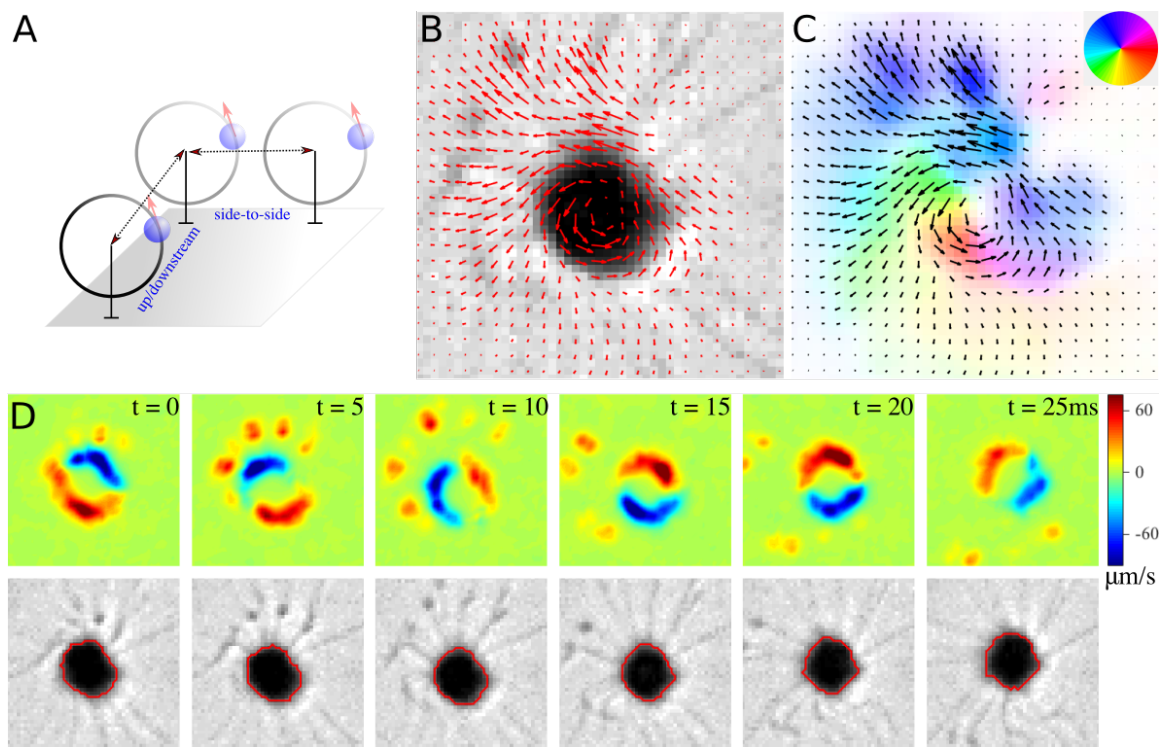 A
side-to-side
up/downstream
B
C
D
t = 0
t = 5
t = 10
t = 15
t = 20
t = 25ms
60
0
-60
μm/s